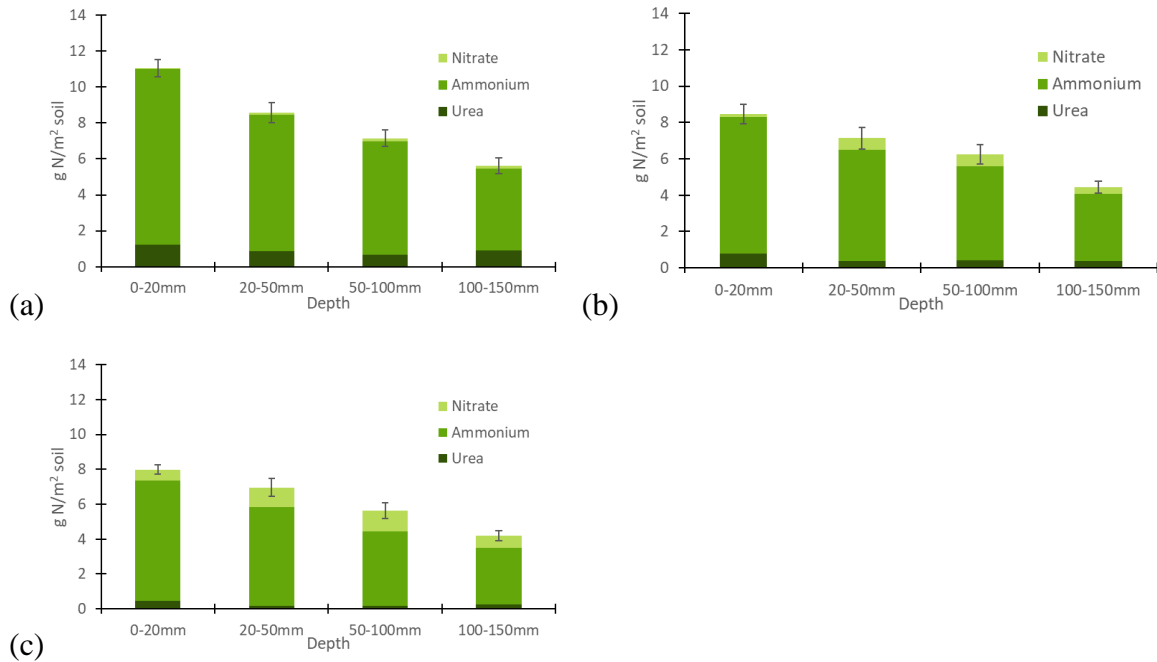 14
12
10
8
6
4
2
0
g N/m² soil
Nitrate
Ammonium
Urea
0-20mm 20-50mm 50-100mm 100-150mm
Depth
(a)
14
12
10
8
6
4
2
0
g N/m² soil
Nitrate
Ammonium
Urea
0-20mm 20-50mm 50-100mm 100-150mm
Depth
(b)
14
12
10
8
6
4
2
0
g N/m² soil
Nitrate
Ammonium
Urea
0-20mm 20-50mm 50-100mm 100-150mm
Depth
(c)